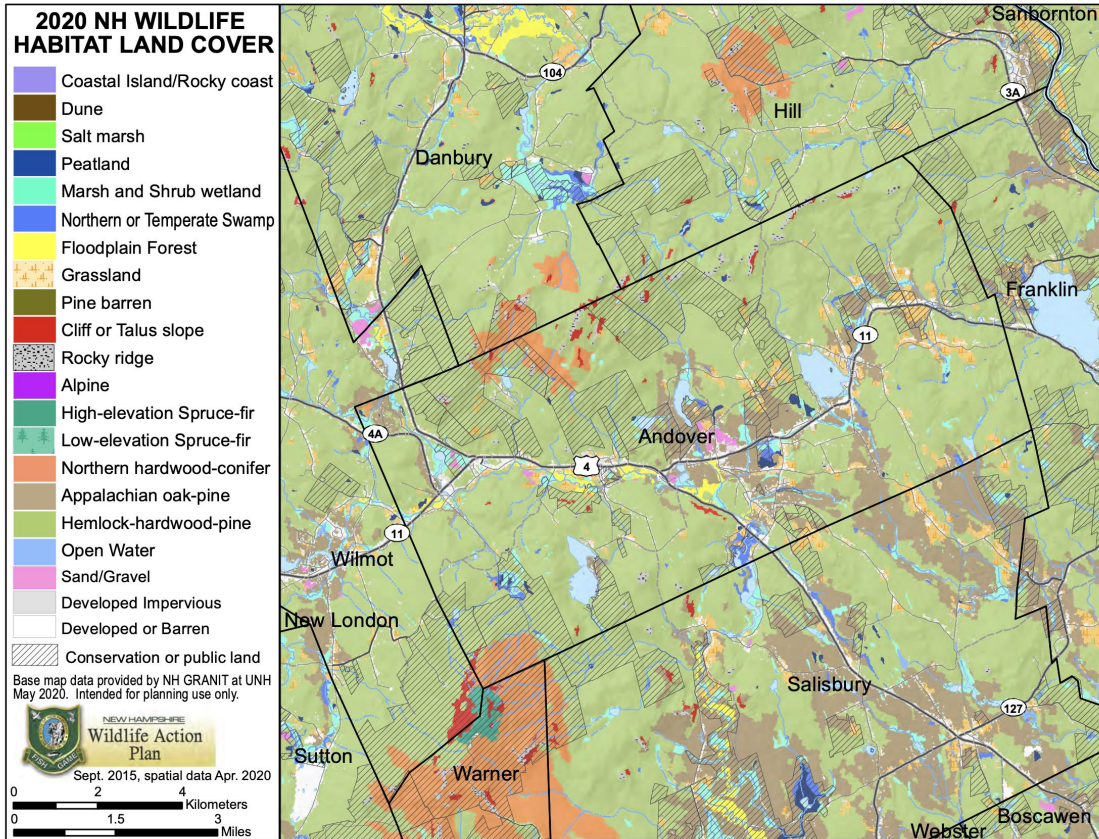 2020 NH WILDLIFE
HABITAT LAND COVER
Coastal Island/Rocky coast
Dune
Salt marsh
Peatland
Marsh and Shrub wetland
Northern or Temperate Swamp
Floodplain Forest
Grassland
Pine barren
Cliff or Talus slope
Rocky ridge
Alpine
High-elevation Spruce-fir
Low-elevation Spruce-fir
Northern hardwood-conifer
Appalachian oak-pine
Hemlock-hardwood-pine
Open Water
Sand/Gravel
Developed Impervious
Developed or Barren
Conservation or public land
Base map data provided by NH GRANIT at UNH
May 2020. Intended for planning use only.
NEW HAMPSHIRE
Wildlife Action
Plan
FISH GAME
Sept. 2015, spatial data Apr. 2020
0 2 4
Kilometers
0 1.5 3
Miles
Sanbornton
104
3A
Hill
Danbury
Franklin
11
4A
Andover
4
11
Wilmot
New London
Salisbury
127
Sutton
Warner
Boscawen
Webster